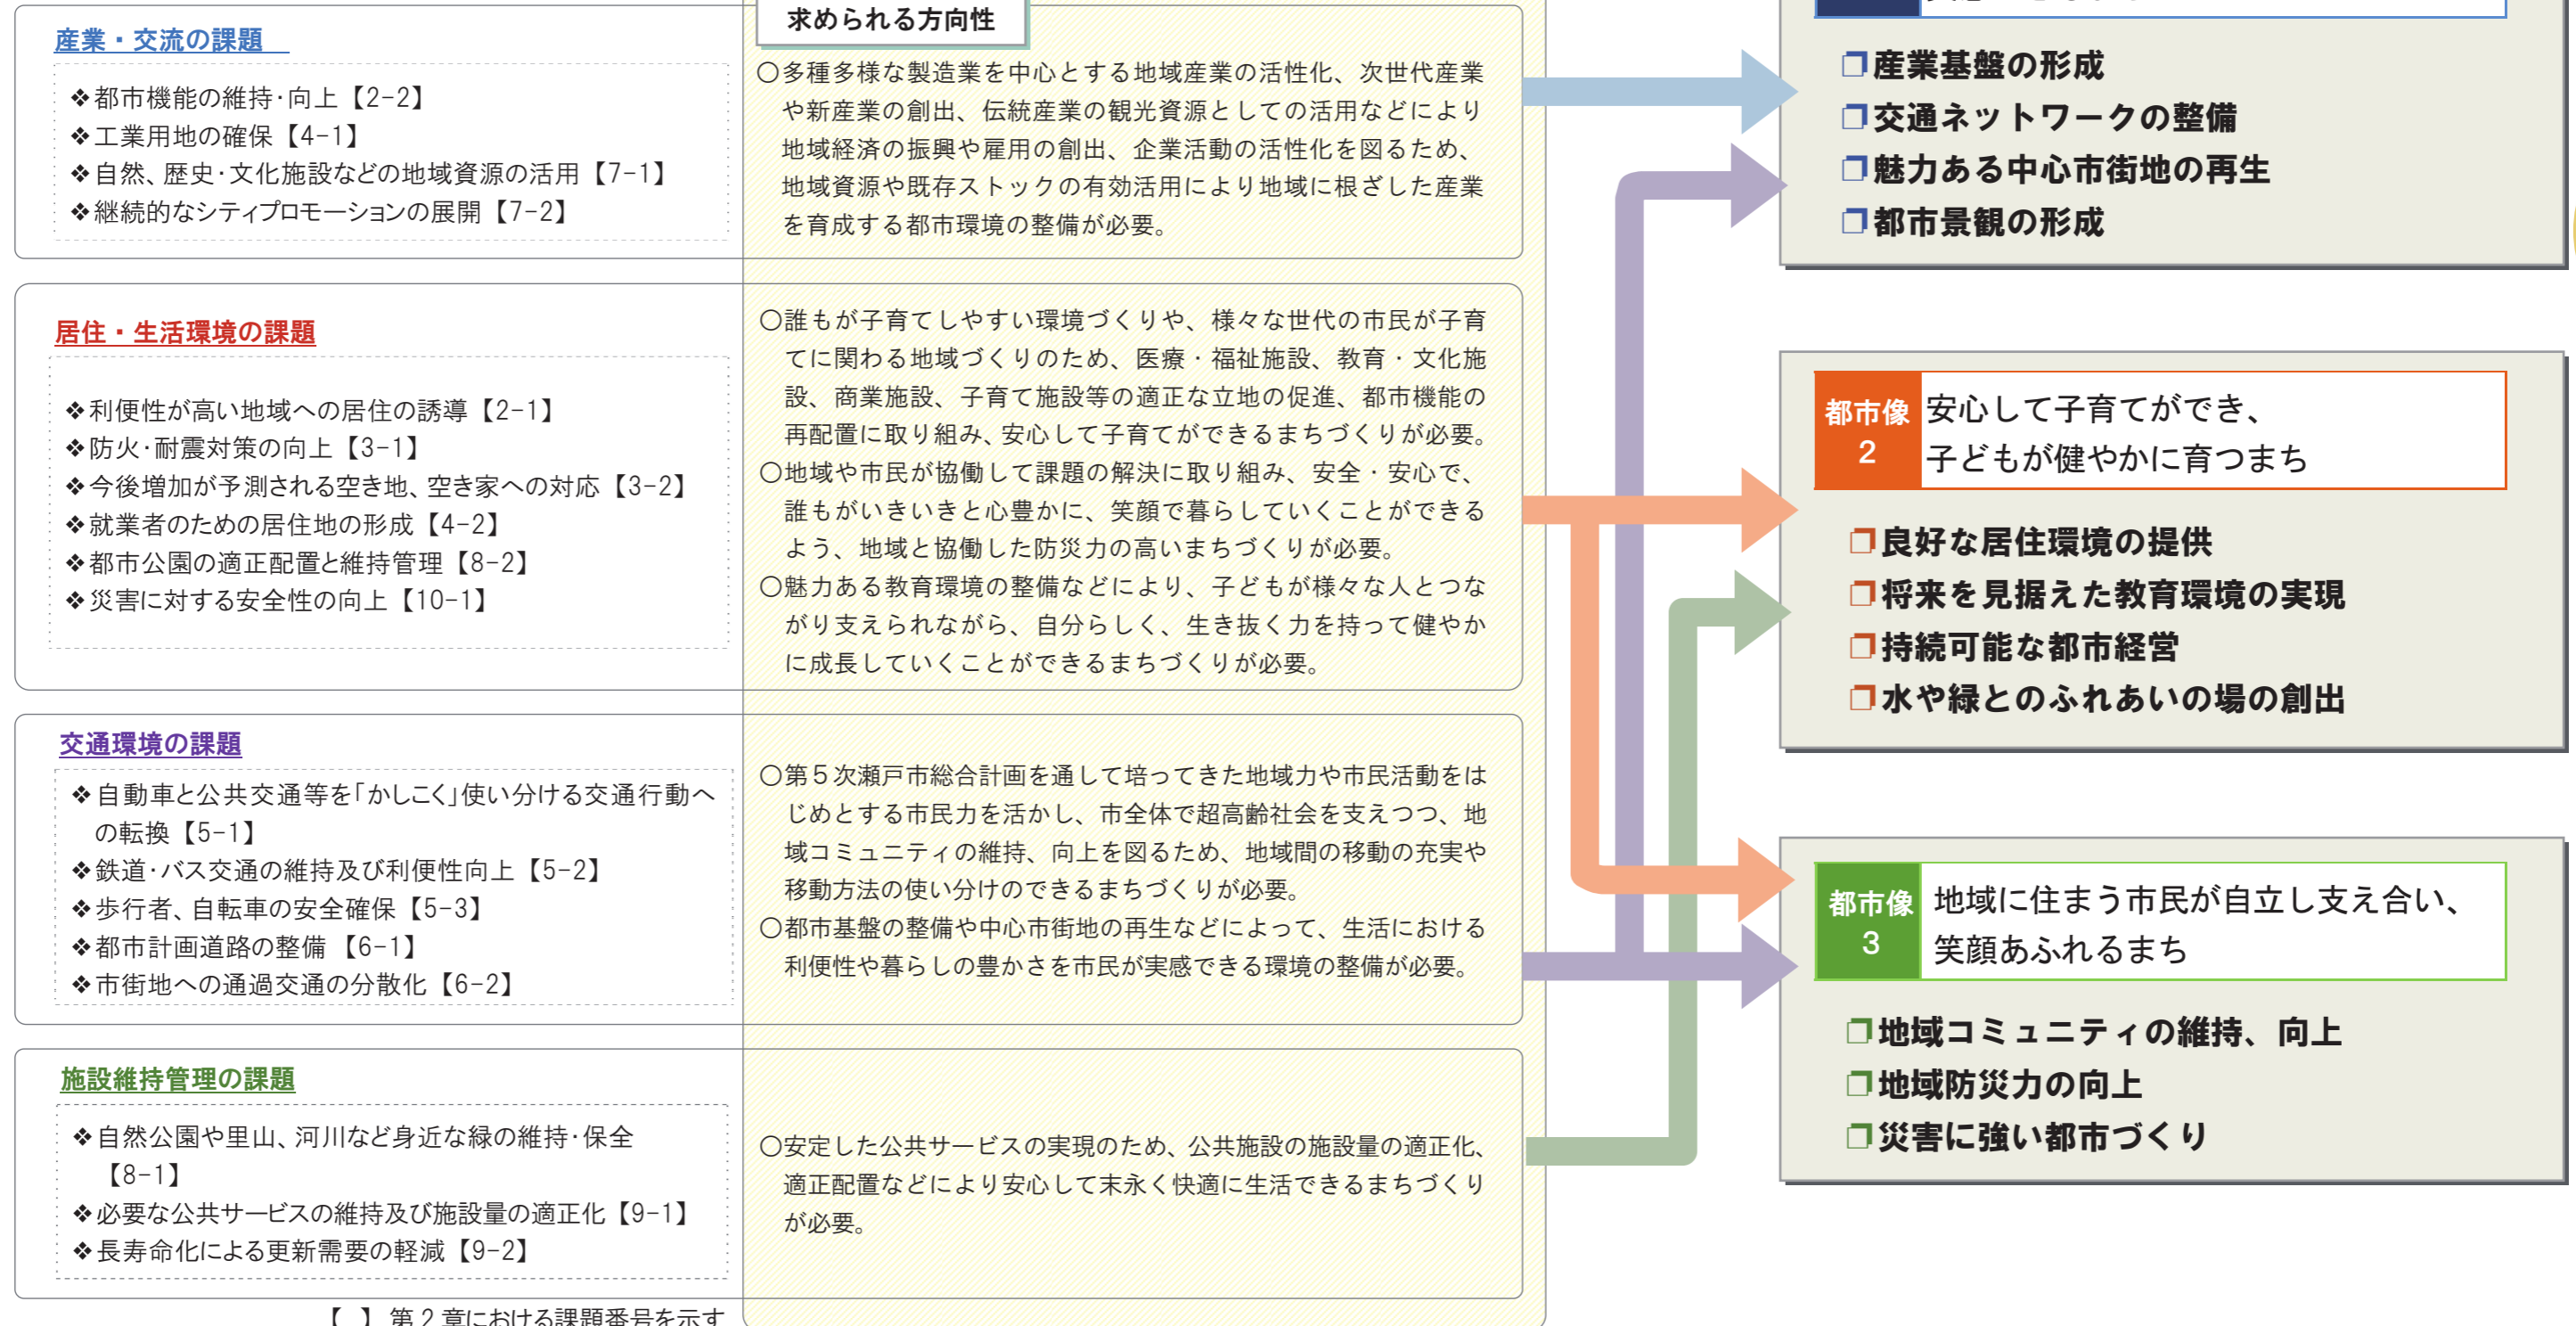 求められる方向性
産業・交流の課題
❖都市機能の維持・向上【2-2】
❖工業用地の確保【4-1】
❖自然、歴史・文化施設などの地域資源の活用【7-1】
❖継続的なシティプロモーションの展開【7-2】
〇多種多様な製造業を中心とする地域産業の活性化、次世代産業
や新産業の創出、伝統産業の観光資源としての活用などにより
地域経済の振興や雇用の創出、企業活動の活性化を図るため、
地域資源や既存ストックの有効活用により地域に根ざした産業
を育成する都市環境の整備が必要。
居住・生活環境の課題
❖利便性が高い地域への居住の誘導【2-1】
❖防火・耐震対策の向上【3-1】
❖今後増加が予測される空き地、空き家への対応【3-2】
❖就業者のための居住地の形成【4-2】
❖都市公園の適正配置と維持管理【8-2】
❖災害に対する安全性の向上【10-1】
〇誰もが子育てしやすい環境づくりや、様々な世代の市民が子育
てに関わる地域づくりのため、医療・福祉施設、教育・文化施
設、商業施設、子育て施設等の適正な立地の促進、都市機能の
再配置に取り組み、安心して子育てができるまちづくりが必要。
〇地域や市民が協働して課題の解決に取り組み、安全・安心で、
誰もがいきいきと心豊かに、笑顔で暮らしていくことができる
よう、地域と協働した防災力の高いまちづくりが必要。
〇魅力ある教育環境の整備などにより、子どもが様々な人とつな
がり支えられながら、自分らしく、生き抜く力を持って健やか
に成長していくことができるまちづくりが必要。
交通環境の課題
❖自動車と公共交通等を「かしこく」使い分ける交通行動へ
の転換【5-1】
❖鉄道・バス交通の維持及び利便性向上【5-2】
❖歩行者、自転車の安全確保【5-3】
❖都市計画道路の整備【6-1】
❖市街地への通過交通の分散化【6-2】
〇第５次瀬戸市総合計画を通して培ってきた地域力や市民活動をは
じめとする市民力を活かし、市全体で超高齢社会を支えつつ、地
域コミュニティの維持、向上を図るため、地域間の移動の充実や
移動方法の使い分けのできるまちづくりが必要。
〇都市基盤の整備や中心市街地の再生などによって、生活における
利便性や暮らしの豊かさを市民が実感できる環境の整備が必要。
施設維持管理の課題
❖自然公園や里山、河川など身近な緑の維持・保全
【8-1】
❖必要な公共サービスの維持及び施設量の適正化【9-1】
❖長寿命化による更新需要の軽減【9-2】
〇安定した公共サービスの実現のため、公共施設の施設量の適正化、
適正配置などにより安心して末永く快適に生活できるまちづくり
が必要。
【 】第2章における課題番号を示す
❐産業基盤の形成
❐交通ネットワークの整備
❐魅力ある中心市街地の再生
❐都市景観の形成
都市像
2
安心して子育てができ、
子どもが健やかに育つまち
❐良好な居住環境の提供
❐将来を見据えた教育環境の実現
❐持続可能な都市経営
❐水や緑とのふれあいの場の創出
都市像
3
地域に住まう市民が自立し支え合い、
笑顔あふれるまち
❐地域コミュニティの維持、向上
❐地域防災力の向上
❐災害に強い都市づくり